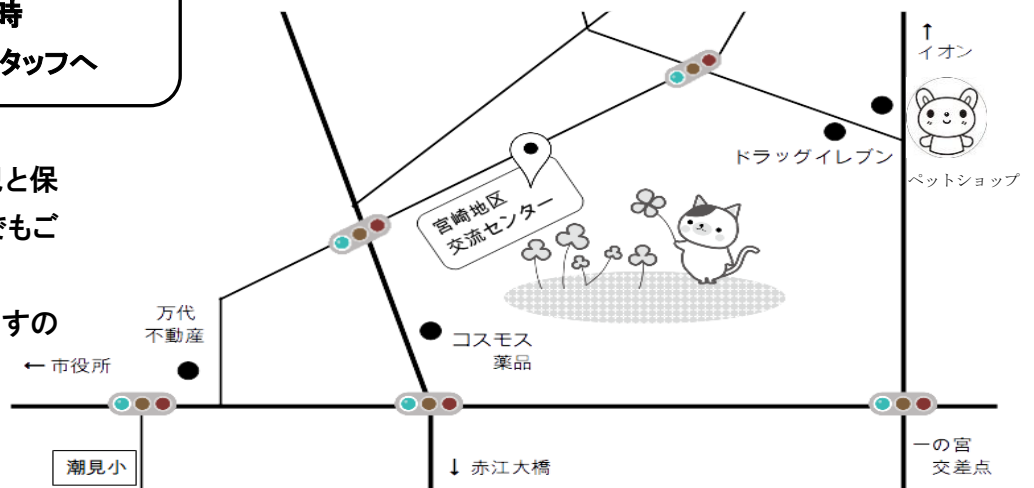 時
タッフへ
↑
イオン
ドラッグイレブン
ペットショップ
と保
でもご
宮崎地区
交流センター
すの
万代
不動産
← 市役所
コスモス
薬品
潮見小
↓ 赤江大橋
一の宮
交差点